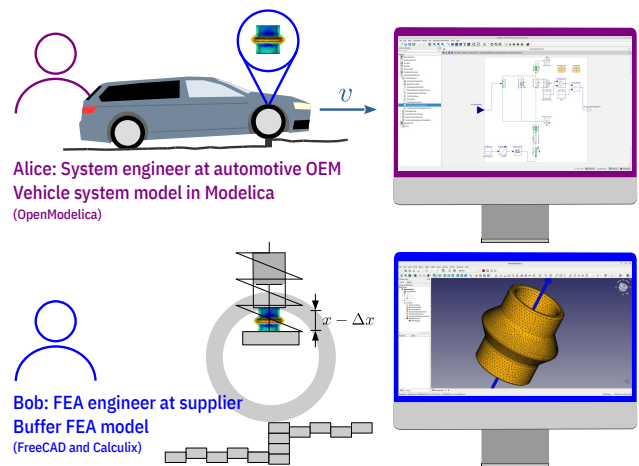 v
Alice: System engineer at automotive OEM
Vehicle system model in Modelica
(OpenModelica)
x − Δx
Bob: FEA engineer at supplier
Buffer FEA model
(FreeCAD and Calculix)